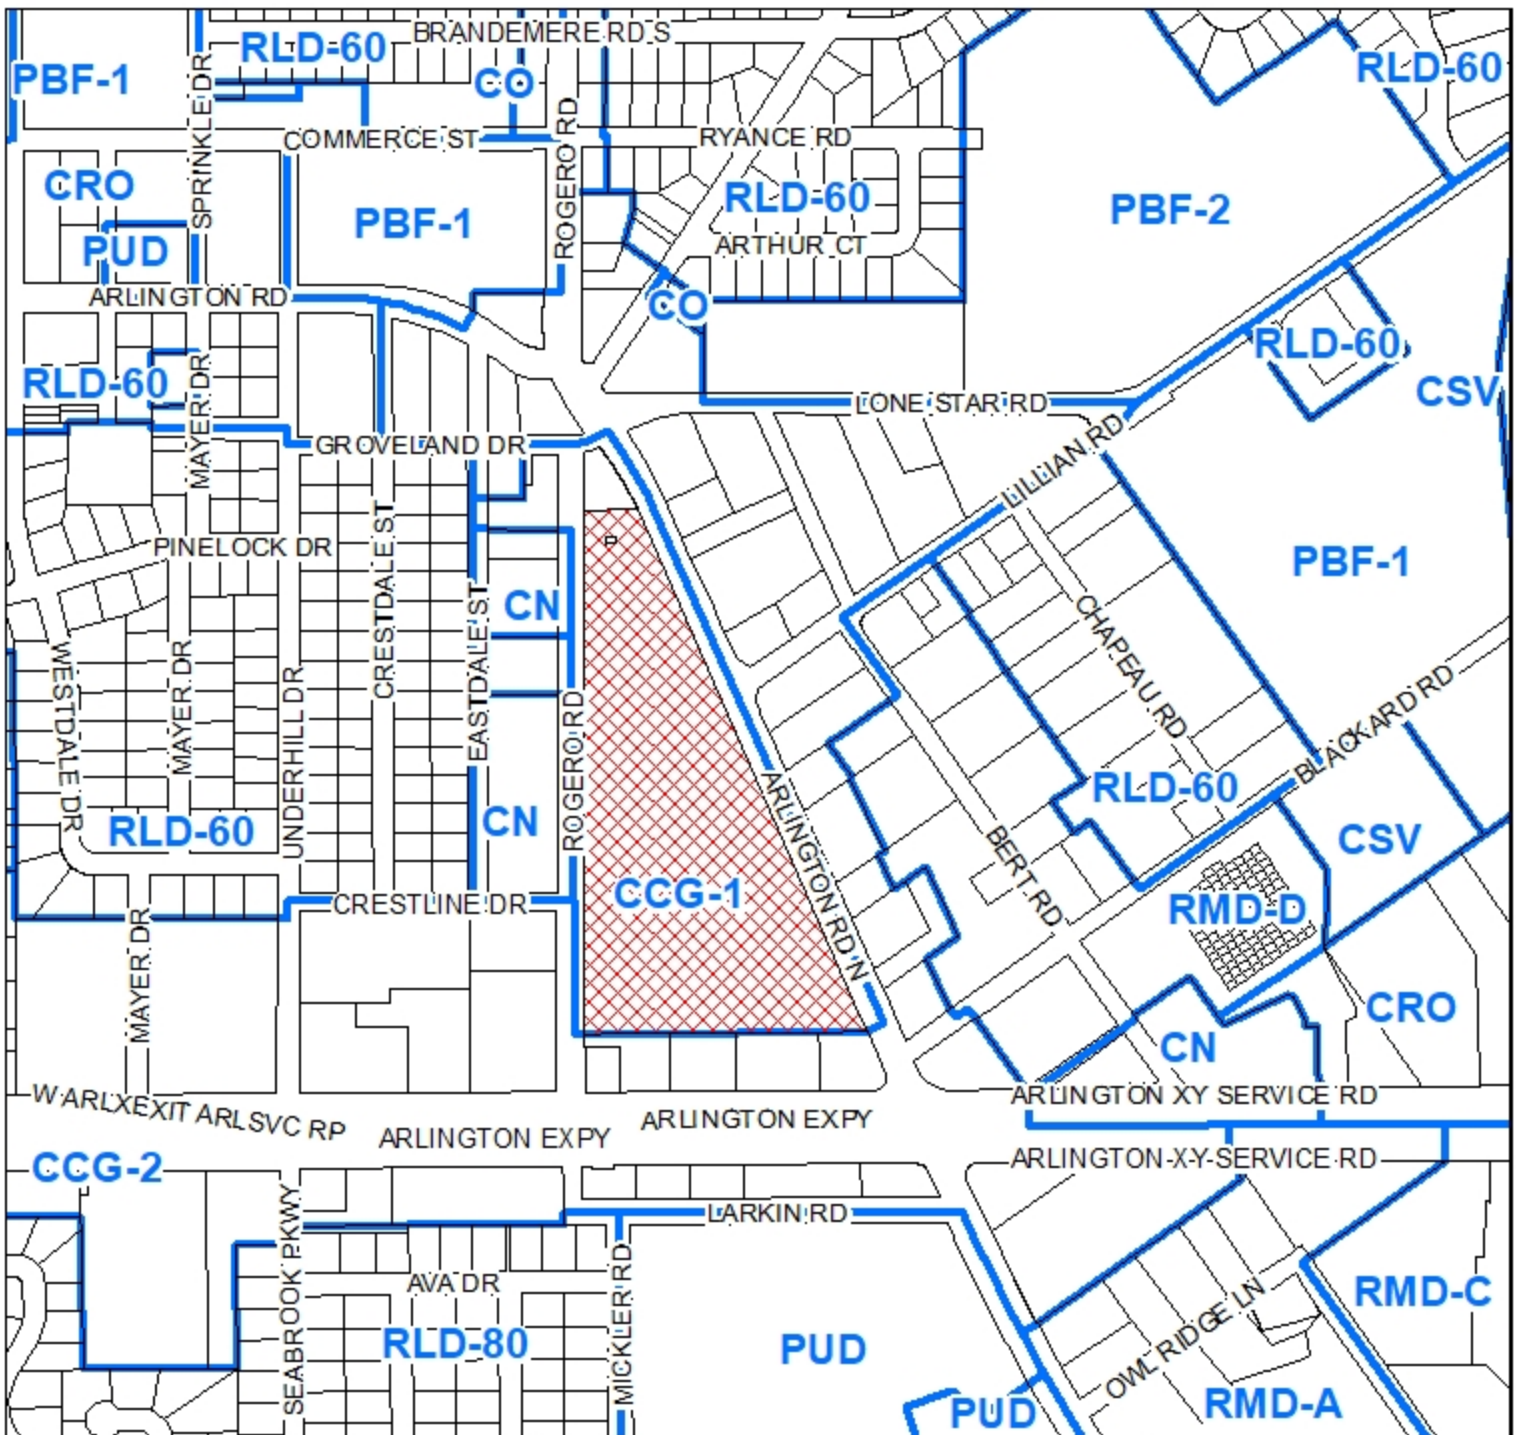 BRANDEMERE RD S
RLD-60
PBF-1
CO
RLD-60
SPRINKLE DR
COMMERCE ST
ROGERO RD
RYANCE RD
CRO
RLD-60
PBF-1
PBF-2
PUD
ARTHUR CT
ARLINGTON RD
CO
RLD-60
RLD-60
MAYER DR
CSV
LONE STAR RD
GROVELAND DR
LILLIAN RD
PINELOCK DR
CRESTDALE ST
PBF-1
CN
EASTDALE ST
CHAPEAU RD
WESTDALE DR
MAYER DR
UNDERHILL DR
ROGERO RD
BLACKARD RD
RLD-60
RLD-60
CN
ARLINGTON RD N
BERT RD
CSV
CCG-1
CRESTLINE DR
RMD-D
MAYER DR
CRO
CN
W ARLXEXIT ARLSVC RP
ARLINGTON EXPY
ARLINGTON EXPY
ARLINGTON XY SERVICE RD
ARLINGTON XY SERVICE RD
CCG-2
SEABROOK PKWY
LARKIN RD
AVA DR
MICKLER RD
OWL RIDGE LN
RMD-C
RLD-80
PUD
PUD
RMD-A